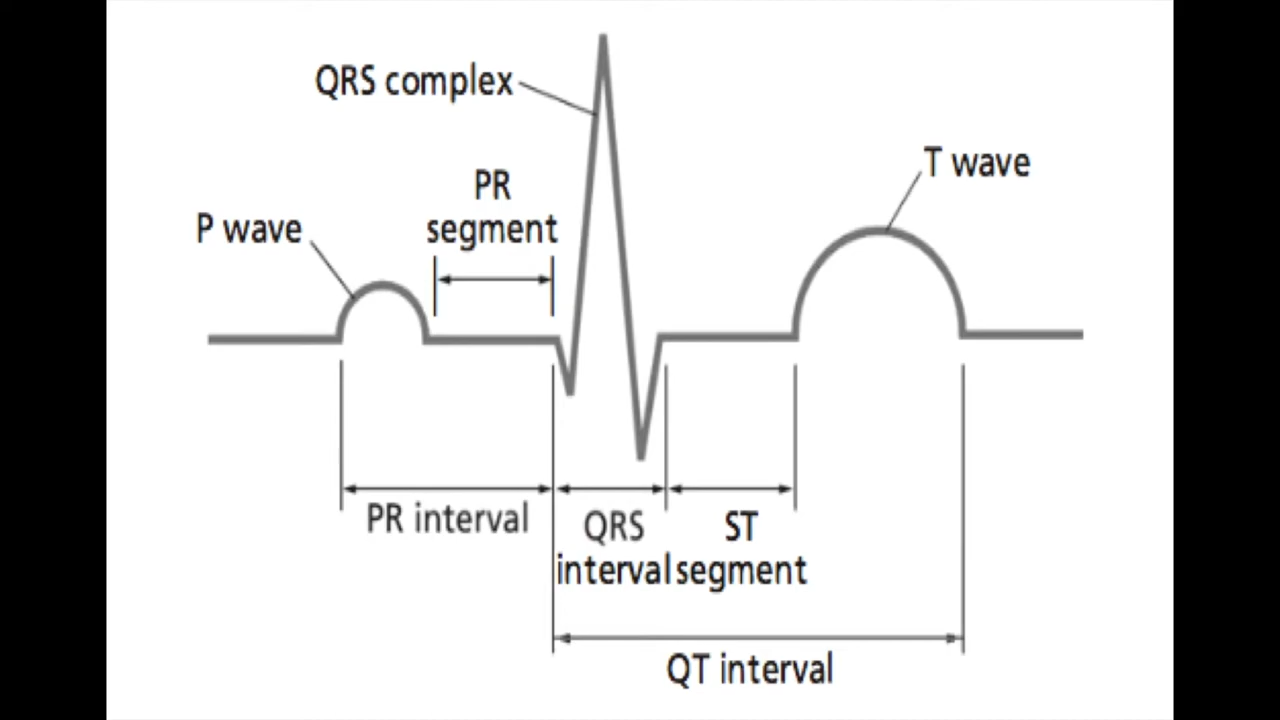 QRS complex
T wave
PR
segment
P wave
PR interval
QRS
interval
ST
segment
QT interval